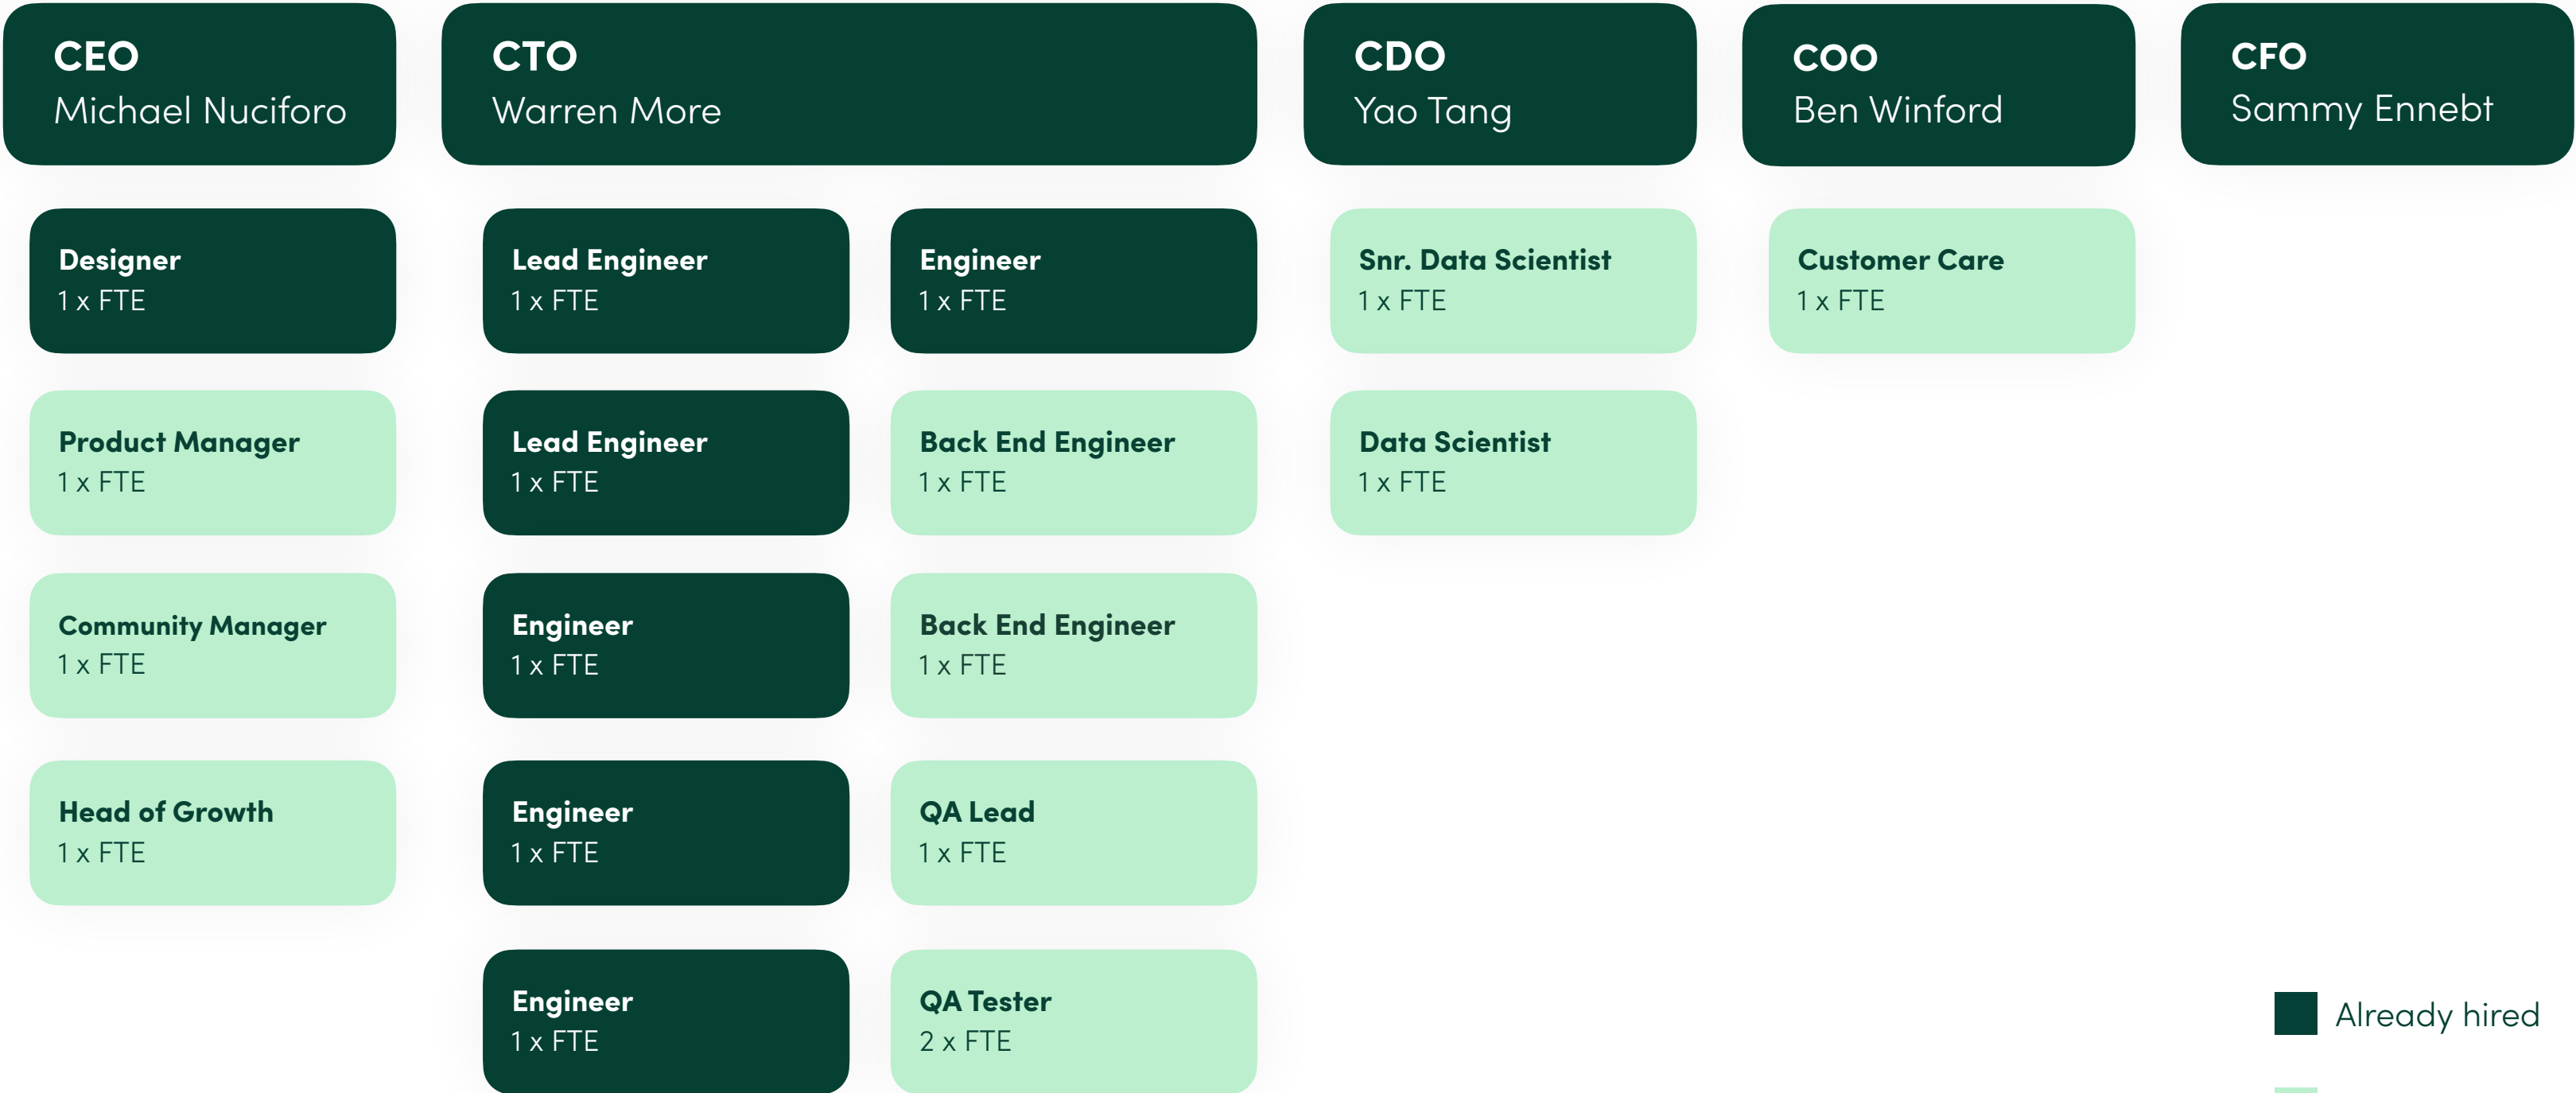 CEO
Michael Nuciforo
CTO
Warren More
CDO
Yao Tang
COO
Ben Winford
CFO
Sammy Ennebt
Designer
1 x FTE
Lead Engineer
1 x FTE
Engineer
1 x FTE
Snr. Data Scientist
1 x FTE
Customer Care
1 x FTE
Product Manager
1 x FTE
Lead Engineer
1 x FTE
Back End Engineer
1 x FTE
Data Scientist
1 x FTE
Community Manager
1 x FTE
Engineer
1 x FTE
Back End Engineer
1 x FTE
Head of Growth
1 x FTE
Engineer
1 x FTE
QA Lead
1 x FTE
Engineer
1 x FTE
QA Tester
2 x FTE
Already hired